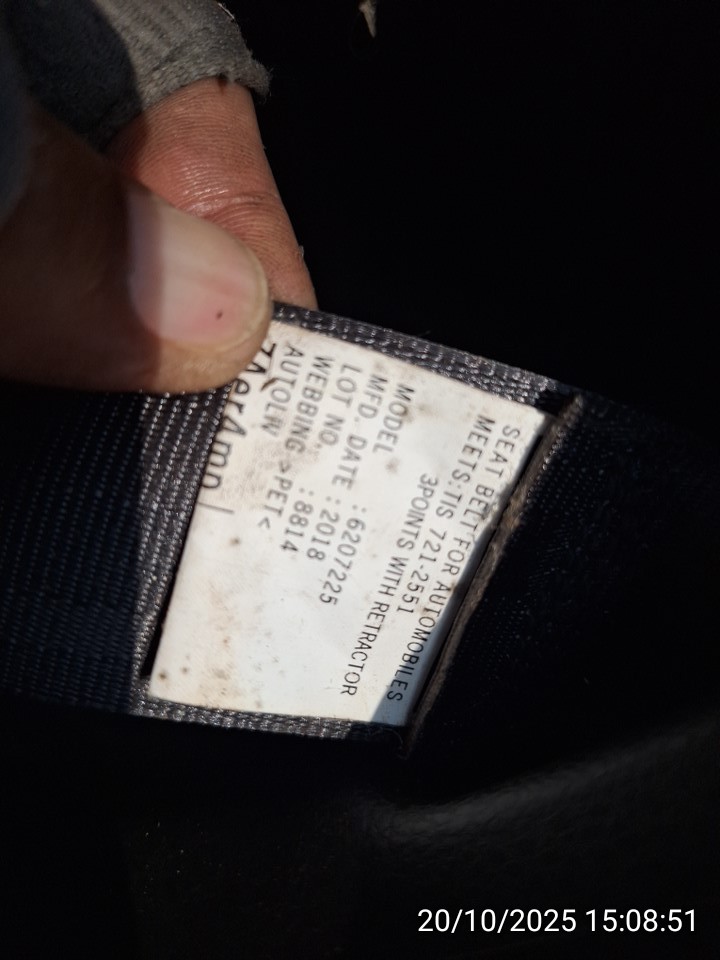 SEAT BELT FOR AUTOMOBILES
MEETS:TIS 721-2551
3POINTS WITH RETRACTOR
MODEL :6207225
MFD. DATE :2018
LOT NO. :8814
WEBBING >PET<
AUTOLIV
20/10/2025 15:08:51